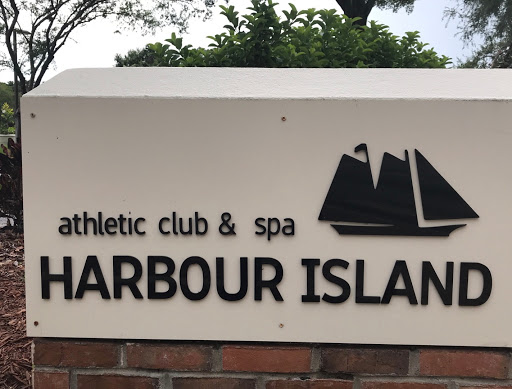 athletic club & spa
HARBOUR ISLAND